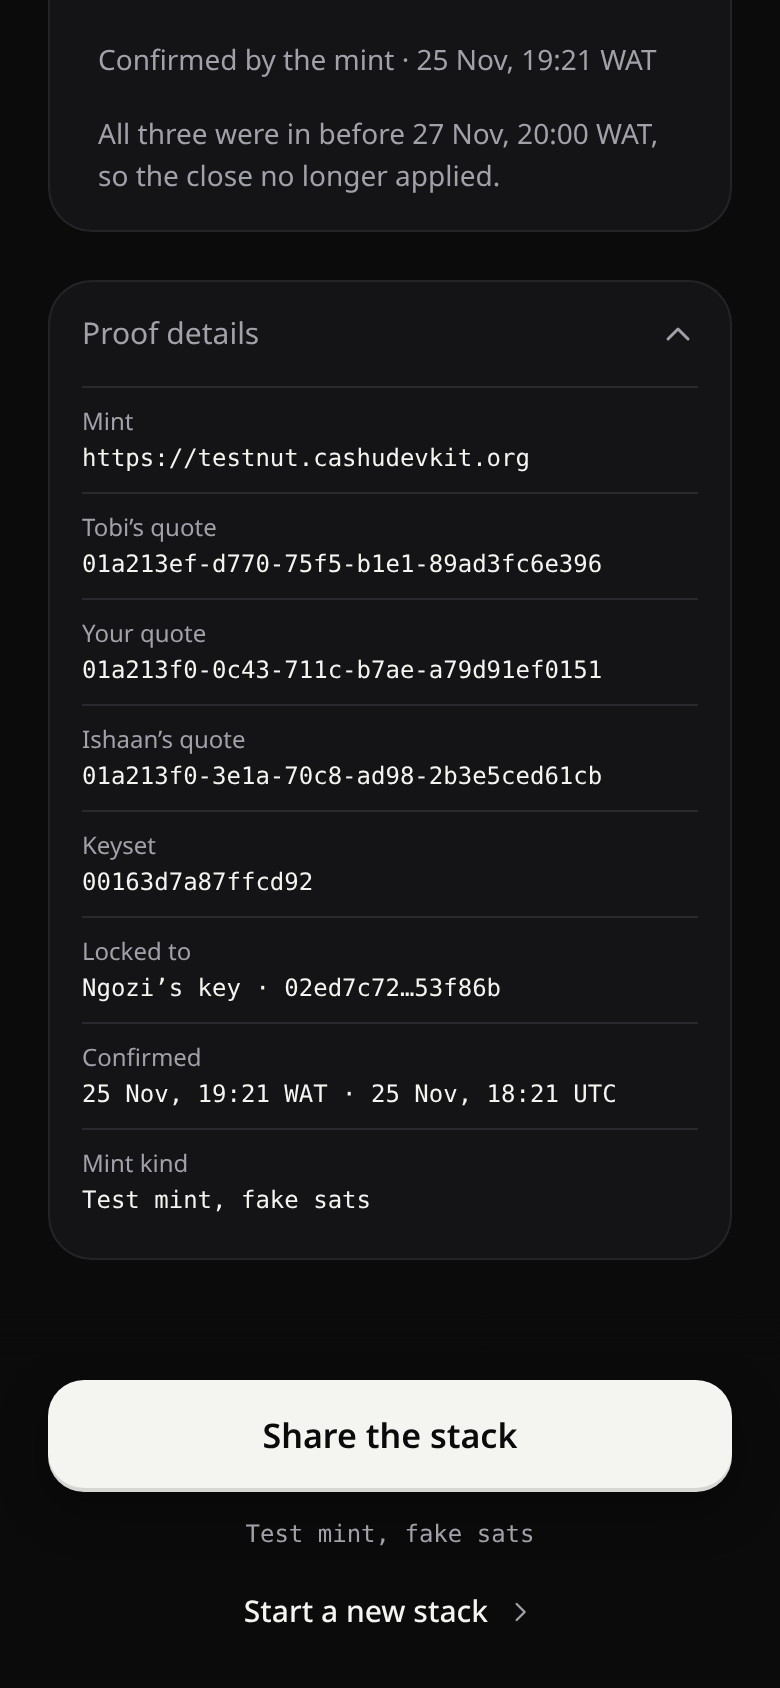 Confirmed by the mint · 25 Nov, 19:21 WAT
All three were in before 27 Nov, 20:00 WAT,
so the close no longer applied.
Proof details
Mint
https://testnut.cashudevkit.org
Tobi’s quote
01a213ef-d770-75f5-b1e1-89ad3fc6e396
Your quote
01a213f0-0c43-711c-b7ae-a79d91ef0151
Ishaan’s quote
01a213f0-3e1a-70c8-ad98-2b3e5ced61cb
Keyset
00163d7a87ffcd92
Locked to
Ngozi’s key · 02ed7c72…53f86b
Confirmed
25 Nov, 19:21 WAT · 25 Nov, 18:21 UTC
Mint kind
Test mint, fake sats
Share the stack
Test mint, fake sats
Start a new stack